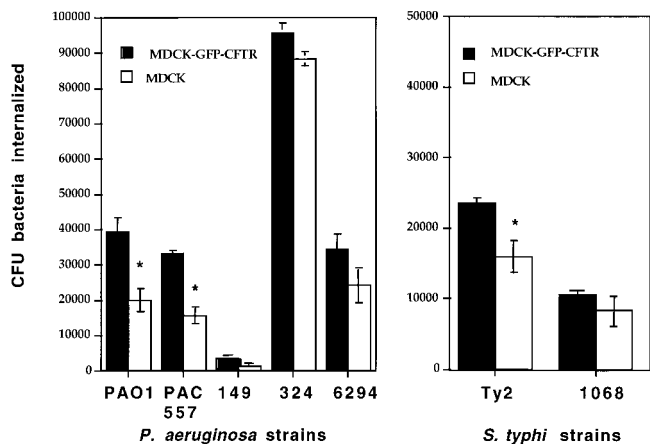 CFU bacteria internalized
100000
90000
80000
70000
60000
50000
40000
30000
20000
10000
0
MDCK-GFP-CFTR
MDCK
*
*
PAO1 PAC 149 324 6294
557
P. aeruginosa strains
50000
40000
30000
20000
10000
0
MDCK-GFP-CFTR
MDCK
*
Ty2 1068
S. typhi strains